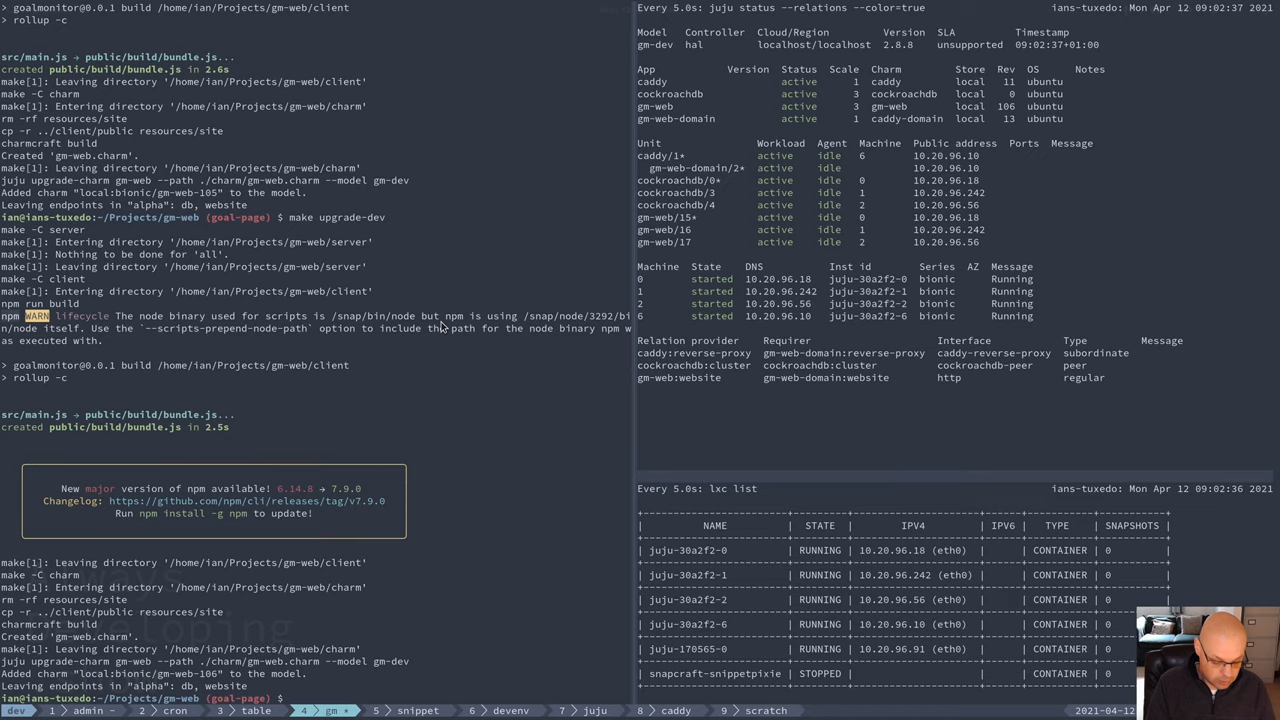 > goalmonitor@0.0.1 build /home/ian/Projects/gm-web/client
> rollup -c
src/main.js → public/build/bundle.js...
created public/build/bundle.js in 2.6s
make[1]: Leaving directory '/home/ian/Projects/gm-web/client'
make -C charm
make[1]: Entering directory '/home/ian/Projects/gm-web/charm'
rm -rf resources/site
cp -r ../client/public resources/site
charmcraft build
Created 'gm-web.charm'.
make[1]: Leaving directory '/home/ian/Projects/gm-web/charm'
juju upgrade-charm gm-web --path ./charm/gm-web.charm --model gm-dev
Added charm "local:bionic/gm-web-105" to the model.
Leaving endpoints in "alpha": db, website
ian@ians-tuxedo:~/Projects/gm-web (goal-page) $ make upgrade-dev
make -C server
make[1]: Entering directory '/home/ian/Projects/gm-web/server'
make[1]: Nothing to be done for 'all'.
make[1]: Leaving directory '/home/ian/Projects/gm-web/server'
make -C client
make[1]: Entering directory '/home/ian/Projects/gm-web/client'
npm run build
npm WARN lifecycle The node binary used for scripts is /snap/bin/node but npm is using /snap/node/3292/bi
n/node itself. Use the `--scripts-prepend-node-path` option to include the path for the node binary npm w
as executed with.
> goalmonitor@0.0.1 build /home/ian/Projects/gm-web/client
> rollup -c
src/main.js → public/build/bundle.js...
created public/build/bundle.js in 2.5s
New major version of npm available! 6.14.8 → 7.9.0
Changelog: https://github.com/npm/cli/releases/tag/v7.9.0
Run npm install -g npm to update!
make[1]: Leaving directory '/home/ian/Projects/gm-web/client'
make -C charm
make[1]: Entering directory '/home/ian/Projects/gm-web/charm'
rm -rf resources/site
cp -r ../client/public resources/site
charmcraft build
Created 'gm-web.charm'.
make[1]: Leaving directory '/home/ian/Projects/gm-web/charm'
juju upgrade-charm gm-web --path ./charm/gm-web.charm --model gm-dev
Added charm "local:bionic/gm-web-106" to the model.
Leaving endpoints in "alpha": db, website
ian@ians-tuxedo:~/Projects/gm-web (goal-page) $
Every 5.0s: juju status --relations --color=true ians-tuxedo: Mon Apr 12 09:02:37 2021
Model Controller Cloud/Region Version SLA Timestamp
gm-dev hal localhost/localhost 2.8.8 unsupported 09:02:37+01:00
App Version Status Scale Charm Store Rev OS Notes
caddy active 1 caddy local 11 ubuntu
cockroachdb active 3 cockroachdb local 0 ubuntu
gm-web active 3 gm-web local 106 ubuntu
gm-web-domain active 1 caddy-domain local 13 ubuntu
Unit Workload Agent Machine Public address Ports Message
caddy/1* active idle 6 10.20.96.10
gm-web-domain/2* active idle 10.20.96.10
cockroachdb/0* active idle 0 10.20.96.18
cockroachdb/3 active idle 1 10.20.96.242
cockroachdb/4 active idle 2 10.20.96.56
gm-web/15* active idle 0 10.20.96.18
gm-web/16 active idle 1 10.20.96.242
gm-web/17 active idle 2 10.20.96.56
Machine State DNS Inst id Series AZ Message
0 started 10.20.96.18 juju-30a2f2-0 bionic Running
1 started 10.20.96.242 juju-30a2f2-1 bionic Running
2 started 10.20.96.56 juju-30a2f2-2 bionic Running
6 started 10.20.96.10 juju-30a2f2-6 bionic Running
Relation provider Requirer Interface Type Message
caddy:reverse-proxy gm-web-domain:reverse-proxy caddy-reverse-proxy subordinate
cockroachdb:cluster cockroachdb:cluster cockroachdb-peer peer
gm-web:website gm-web-domain:website http regular
Every 5.0s: lxc list ians-tuxedo: Mon Apr 12 09:02:36 2021
| NAME | STATE | IPV4 | IPV6 | TYPE | SNAPSHOTS |
| juju-30a2f2-0 | RUNNING | 10.20.96.18 (eth0) | | CONTAINER | 0 |
| juju-30a2f2-1 | RUNNING | 10.20.96.242 (eth0) | | CONTAINER | 0 |
| juju-30a2f2-2 | RUNNING | 10.20.96.56 (eth0) | | CONTAINER | 0 |
| juju-30a2f2-6 | RUNNING | 10.20.96.10 (eth0) | | CONTAINER | 0
| juju-170565-0 | RUNNING | 10.20.96.91 (eth0) | | CONTAINER | 0
| snapcraft-snippetpixie | STOPPED | | | CONTAINER | 0
dev 1 admin - 2 cron 3 table 4 gm * 5 snippet 6 devenv 7 juju 8 caddy 9 scratch 2021-04-12